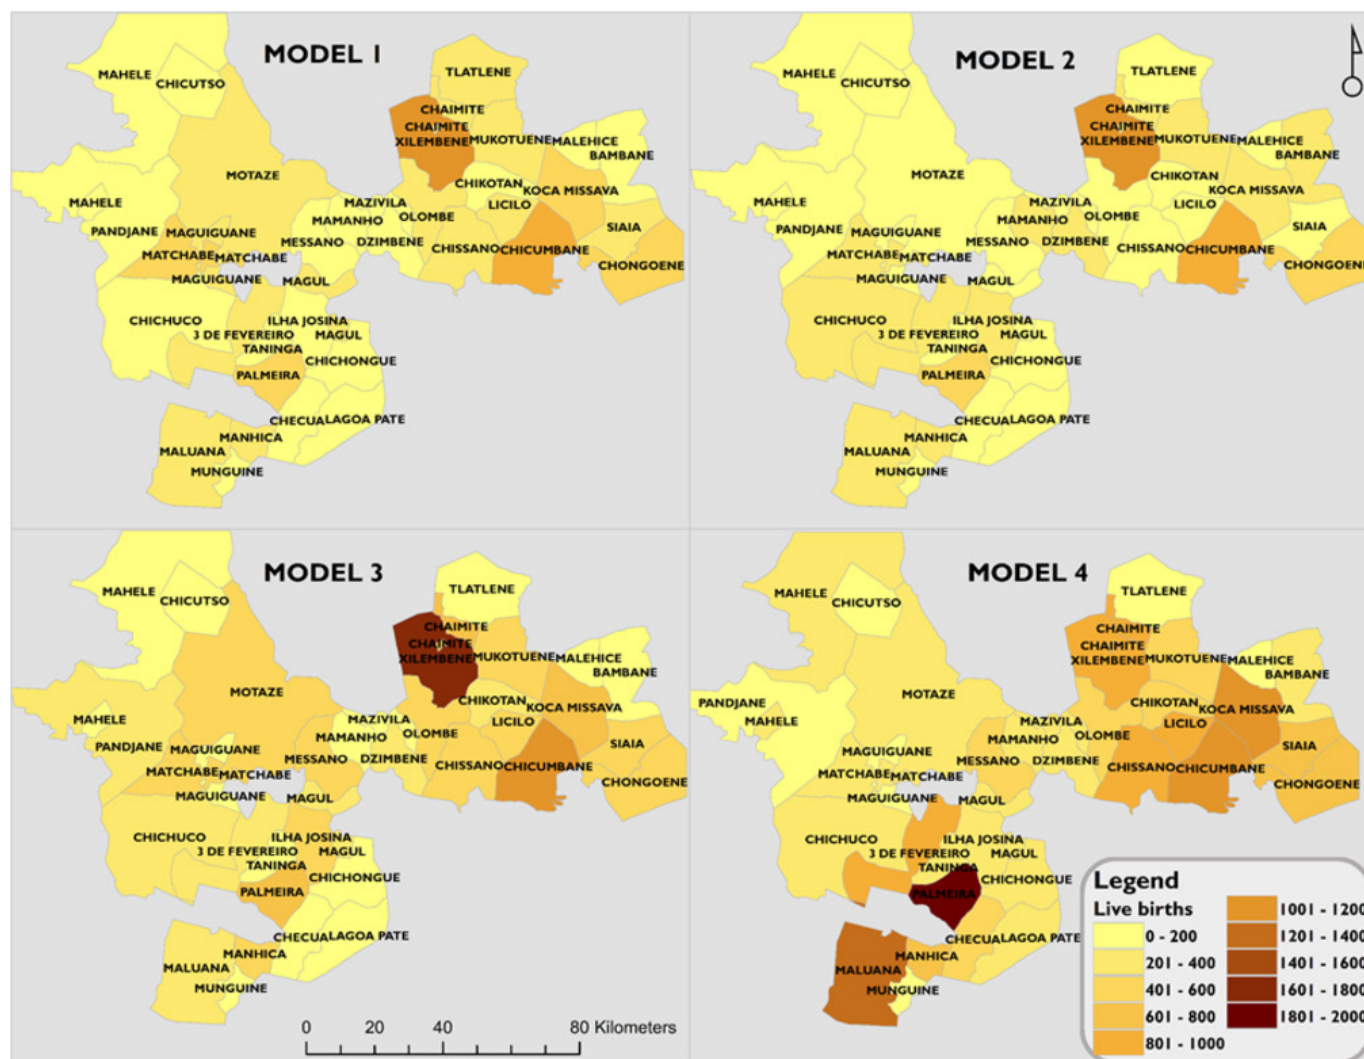 MODEL 1
MAHELE
CHICUTSO
TLATLENE
CHAIMITE
CHAIMITE
XILEMBENE
MUKOTUENE
MALEHICE
BAMBANE
MOTAZE
CHIKOTAN
KOCA MISSAVA
MAHELE
MAZIVILA
LICILO
MAMANHO
OLOMBE
PANDJANE
MAGUIGUANE
MESSANO
DZIMBENE
CHISSANO
CHICUMBANE
SIAIA
MATCHABE
MATCHABE
CHONGOENE
MAGUIGUANE
MAGUL
CHICHUCO
ILHA JOSINA
3 DE FEVEREIRO
MAGUL
TANINGA
CHICHONGUE
PALMEIRA
CHECUA
LAGOA PATE
MANHICA
MALUANA
MUNGUINE
MODEL 2
MAHELE
CHICUTSO
TLATLENE
CHAIMITE
CHAIMITE
XILEMBENE
MUKOTUENE
MALEHICE
BAMBANE
MOTAZE
CHIKOTAN
KOCA MISSAVA
MAHELE
MAZIVILA
LICILO
MAMANHO
OLOMBE
PANDJANE
MAGUIGUANE
MESSANO
DZIMBENE
CHISSANO
CHICUMBANE
SIAIA
MATCHABE
MATCHABE
CHONGOENE
MAGUIGUANE
MAGUL
CHICHUCO
ILHA JOSINA
3 DE FEVEREIRO
MAGUL
TANINGA
CHICHONGUE
PALMEIRA
CHECUA
LAGOA PATE
MANHICA
MALUANA
MUNGUINE
MODEL 3
MAHELE
CHICUTSO
TLATLENE
CHAIMITE
CHAIMITE
XILEMBENE
MUKOTUENE
MALEHICE
BAMBANE
MOTAZE
CHIKOTAN
KOCA MISSAVA
MAHELE
MAZIVILA
LICILO
MAMANHO
OLOMBE
PANDJANE
MAGUIGUANE
MESSANO
DZIMBENE
CHISSANO
CHICUMBANE
SIAIA
MATCHABE
MATCHABE
CHONGOENE
MAGUIGUANE
MAGUL
CHICHUCO
ILHA JOSINA
3 DE FEVEREIRO
MAGUL
TANINGA
CHICHONGUE
PALMEIRA
CHECUA
LAGOA PATE
MANHICA
MALUANA
MUNGUINE
0 20 40 80 Kilometers
MODEL 4
MAHELE
CHICUTSO
TLATLENE
CHAIMITE
CHAIMITE
XILEMBENE
MUKOTUENE
MALEHICE
BAMBANE
MOTAZE
PANDJANE
CHIKOTAN
KOCA MISSAVA
MAHELE
MAZIVILA
LICILO
MAMANHO
OLOMBE
MAGUIGUANE
MESSANO
DZIMBENE
CHISSANO
CHICUMBANE
SIAIA
MATCHABE
MATCHABE
CHONGOENE
MAGUIGUANE
MAGUL
CHICHUCO
ILHA JOSINA
3 DE FEVEREIRO
MAGUL
TANINGA
CHICHONGUE
PALMEIRA
CHECUA
LAGOA PATE
MANHICA
MALUANA
MUNGUINE
Legend
Live births
0 - 200
201 - 400
401 - 600
601 - 800
801 - 1000
1001 - 1200
1201 - 1400
1401 - 1600
1601 - 1800
1801 - 2000